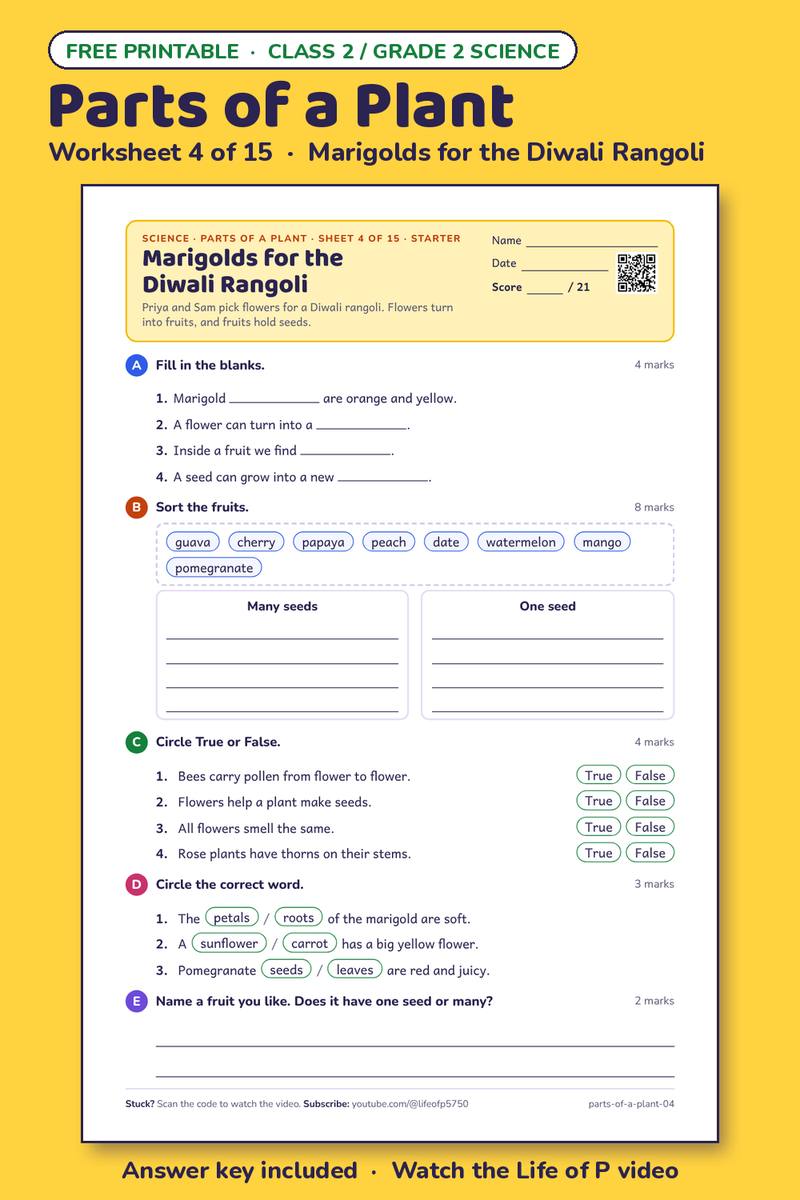 FREE PRINTABLE · CLASS 2 / GRADE 2 SCIENCE
Parts of a Plant
Worksheet 4 of 15 · Marigolds for the Diwali Rangoli
SCIENCE · PARTS OF A PLANT · SHEET 4 OF 15 · STARTER
Marigolds for the
Diwali Rangoli
Priya and Sam pick flowers for a Diwali rangoli. Flowers turn
into fruits, and fruits hold seeds.
Name ____________
Date ____________
Score ______ / 21
A Fill in the blanks. 4 marks
1. Marigold ____________ are orange and yellow.
2. A flower can turn into a ____________.
3. Inside a fruit we find ____________.
4. A seed can grow into a new ____________.
B Sort the fruits. 8 marks
guava cherry papaya peach date watermelon mango
pomegranate
Many seeds One seed
C Circle True or False. 4 marks
1. Bees carry pollen from flower to flower. True False
2. Flowers help a plant make seeds. True False
3. All flowers smell the same. True False
4. Rose plants have thorns on their stems. True False
D Circle the correct word. 3 marks
1. The petals / roots of the marigold are soft.
2. A sunflower / carrot has a big yellow flower.
3. Pomegranate seeds / leaves are red and juicy.
E Name a fruit you like. Does it have one seed or many? 2 marks
Stuck? Scan the code to watch the video. Subscribe: youtube.com/@lifeofp5750 parts-of-a-plant-04
Answer key included · Watch the Life of P video